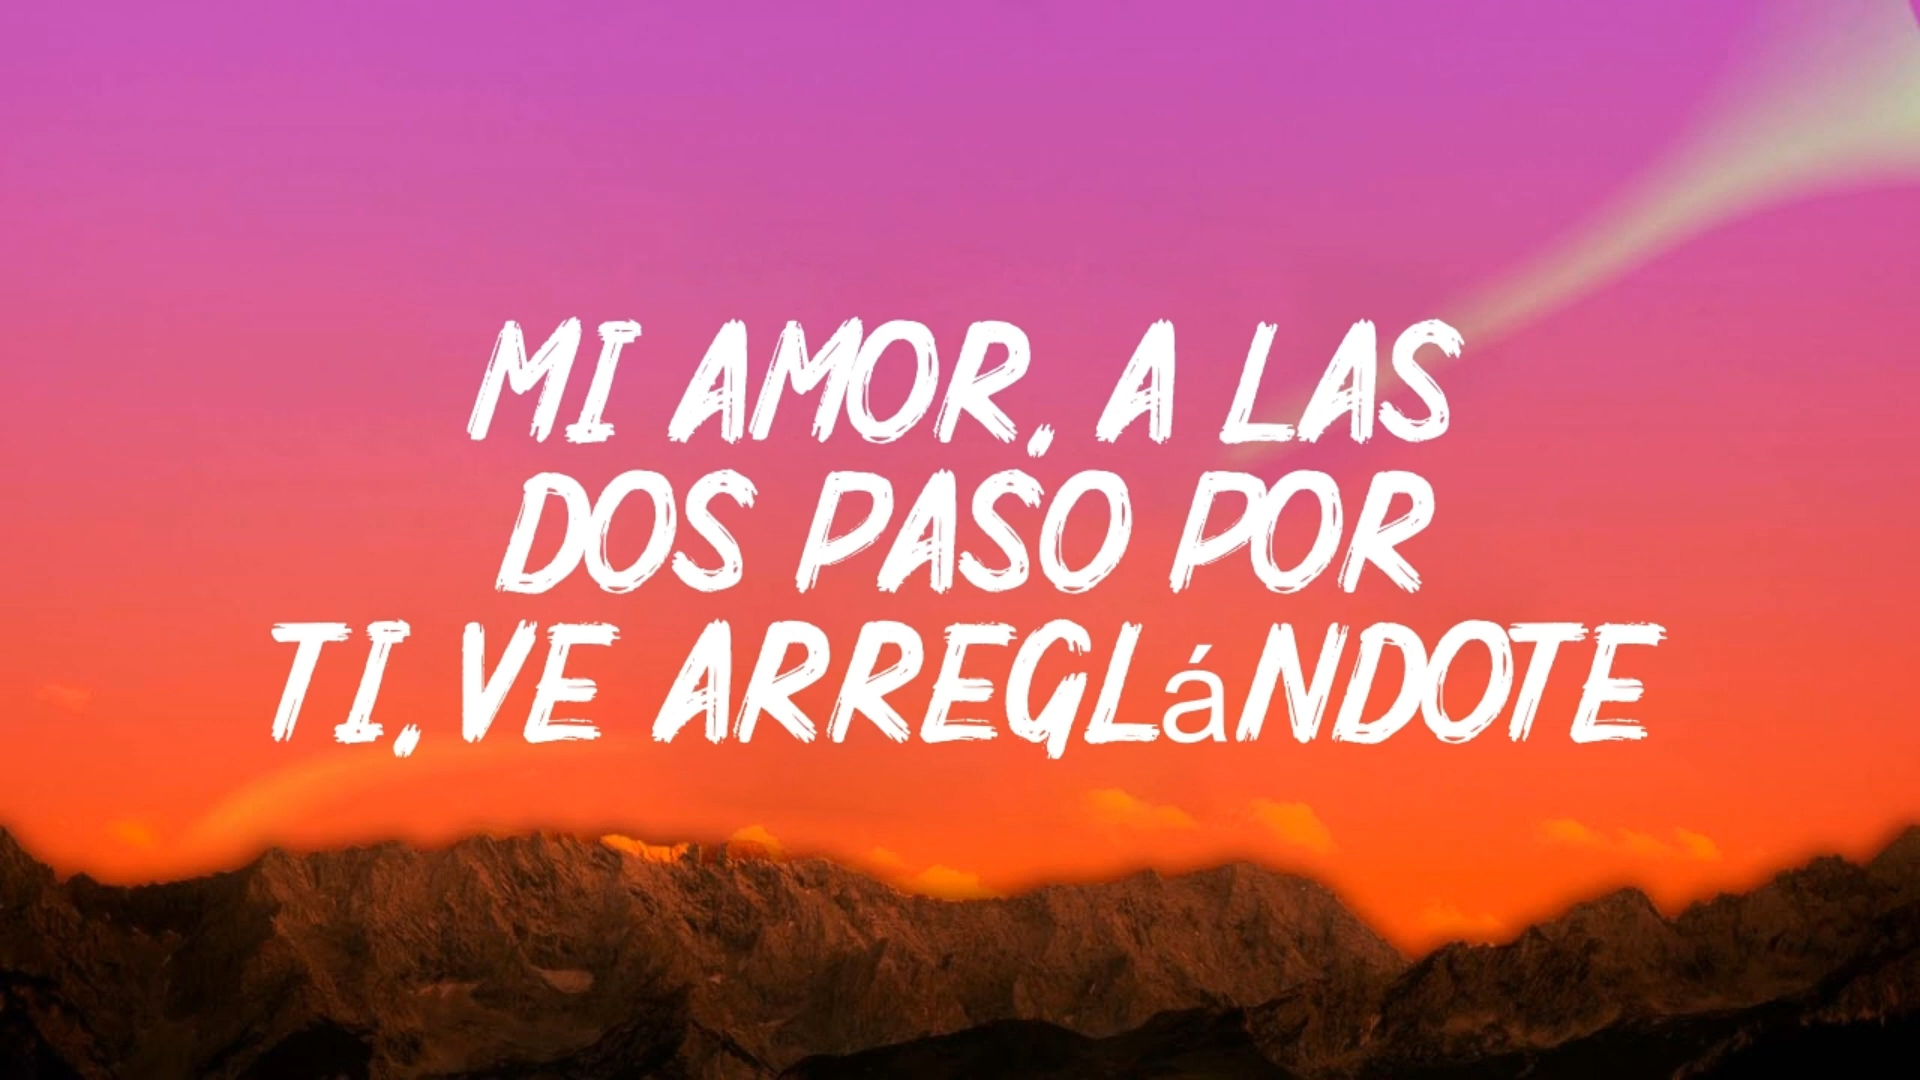 MI AMOR, A LAS
DOS PASO POR
TI, VE ARREGLáNDOTE